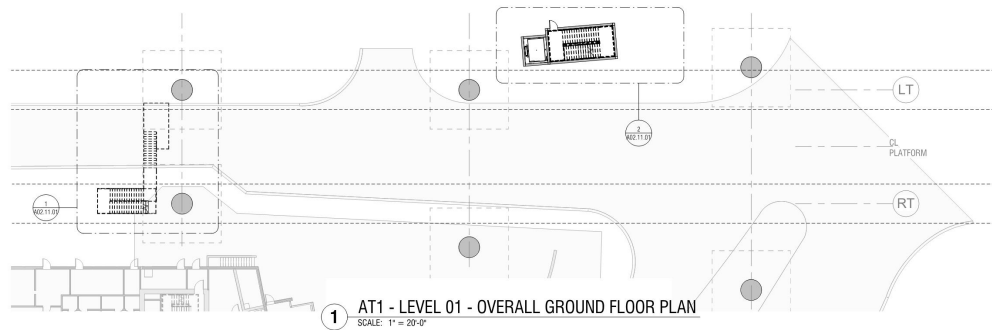 LT
2
A02.11.01
CL
PLATFORM
1
A02.11.01
RT
1
AT1 - LEVEL 01 - OVERALL GROUND FLOOR PLAN
SCALE: 1" = 20'-0"